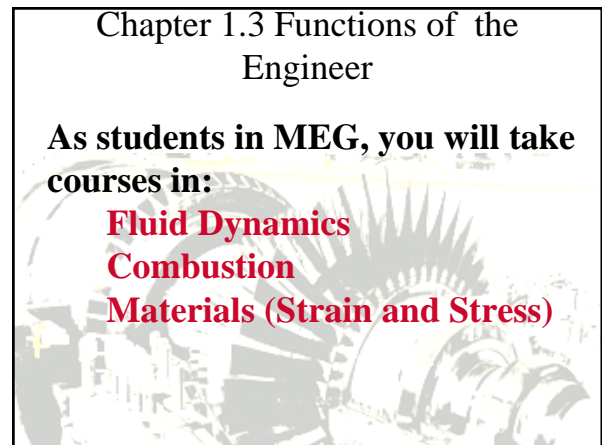 Chapter 1.3 Functions of the
Engineer
As students in MEG, you will take
courses in:
Fluid Dynamics
Combustion
Materials (Strain and Stress)